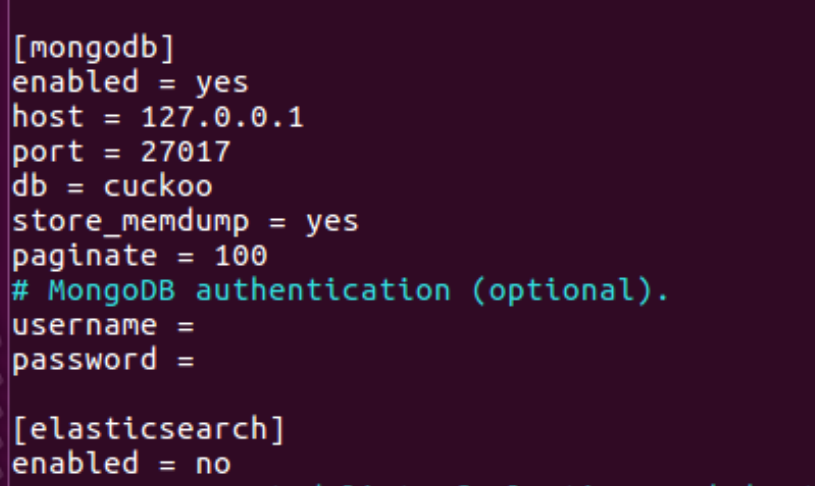 [mongodb]
enabled = yes
host = 127.0.0.1
port = 27017
db = cuckoo
store_memdump = yes
paginate = 100
# MongoDB authentication (optional).
username =
password =
[elasticsearch]
enabled = no